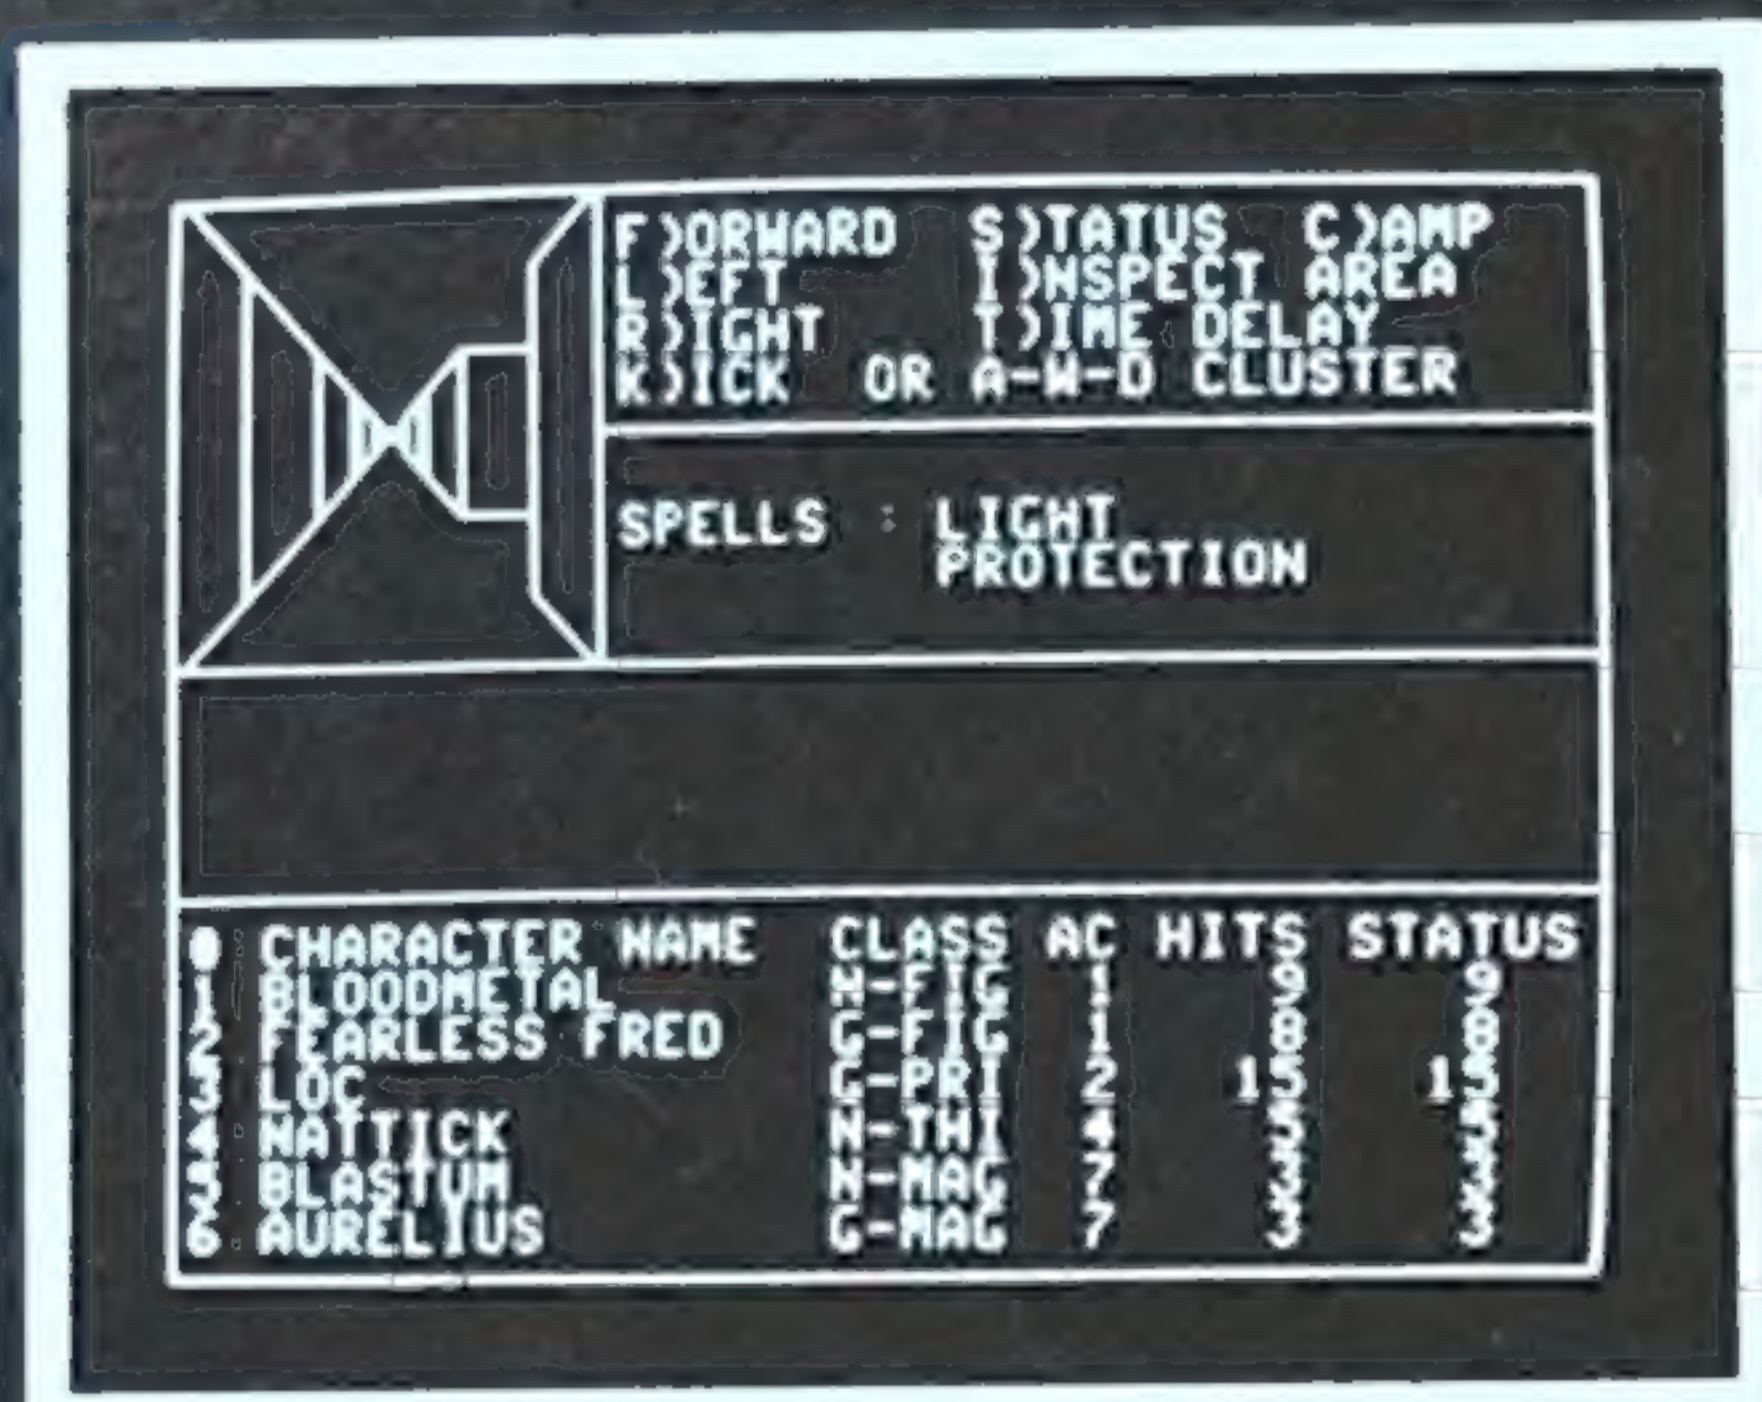 F)ORWARD S)TATUS C)AMP
L)EFT I)NSPECT AREA
R)IGHT T)IME DELAY
K)ICK OR A-W-D CLUSTER
SPELLS : LIGHT
PROTECTION
# CHARACTER NAME CLASS AC HITS STATUS
1 BLOODMETAL N-FIG 1 9 9
2 FEARLESS FRED G-FIG 1 8 8
3 LOC G-PRI 2 15 15
4 NATTICK N-THI 4 5 5
5 BLASTUM N-MAG 7 3 3
6 AURELIUS G-MAG 7 3 3